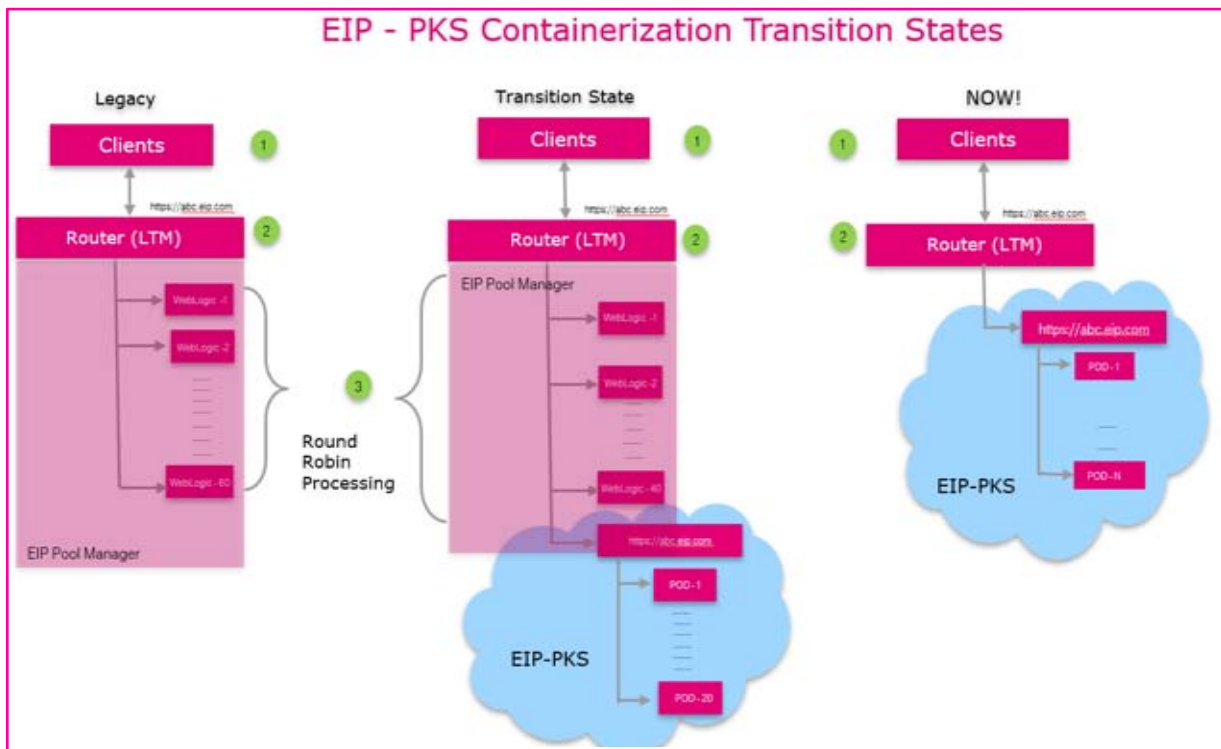 EIP - PKS Containerization Transition States
Legacy
Clients
1
https://abc.eip.com
Router (LTM)
2
WebLogic -1
WebLogic -2
WebLogic - 60
EIP Pool Manager
3
Round
Robin
Processing
Transition State
Clients
1
https://abc.eip.com
Router (LTM)
2
EIP Pool Manager
WebLogic -1
WebLogic -2
WebLogic - 40
https://abc.eip.com
POD-1
EIP-PKS
POD-20
NOW!
1
Clients
https://abc.eip.com
2
Router (LTM)
https://abc.eip.com
POD-1
EIP-PKS
POD-N